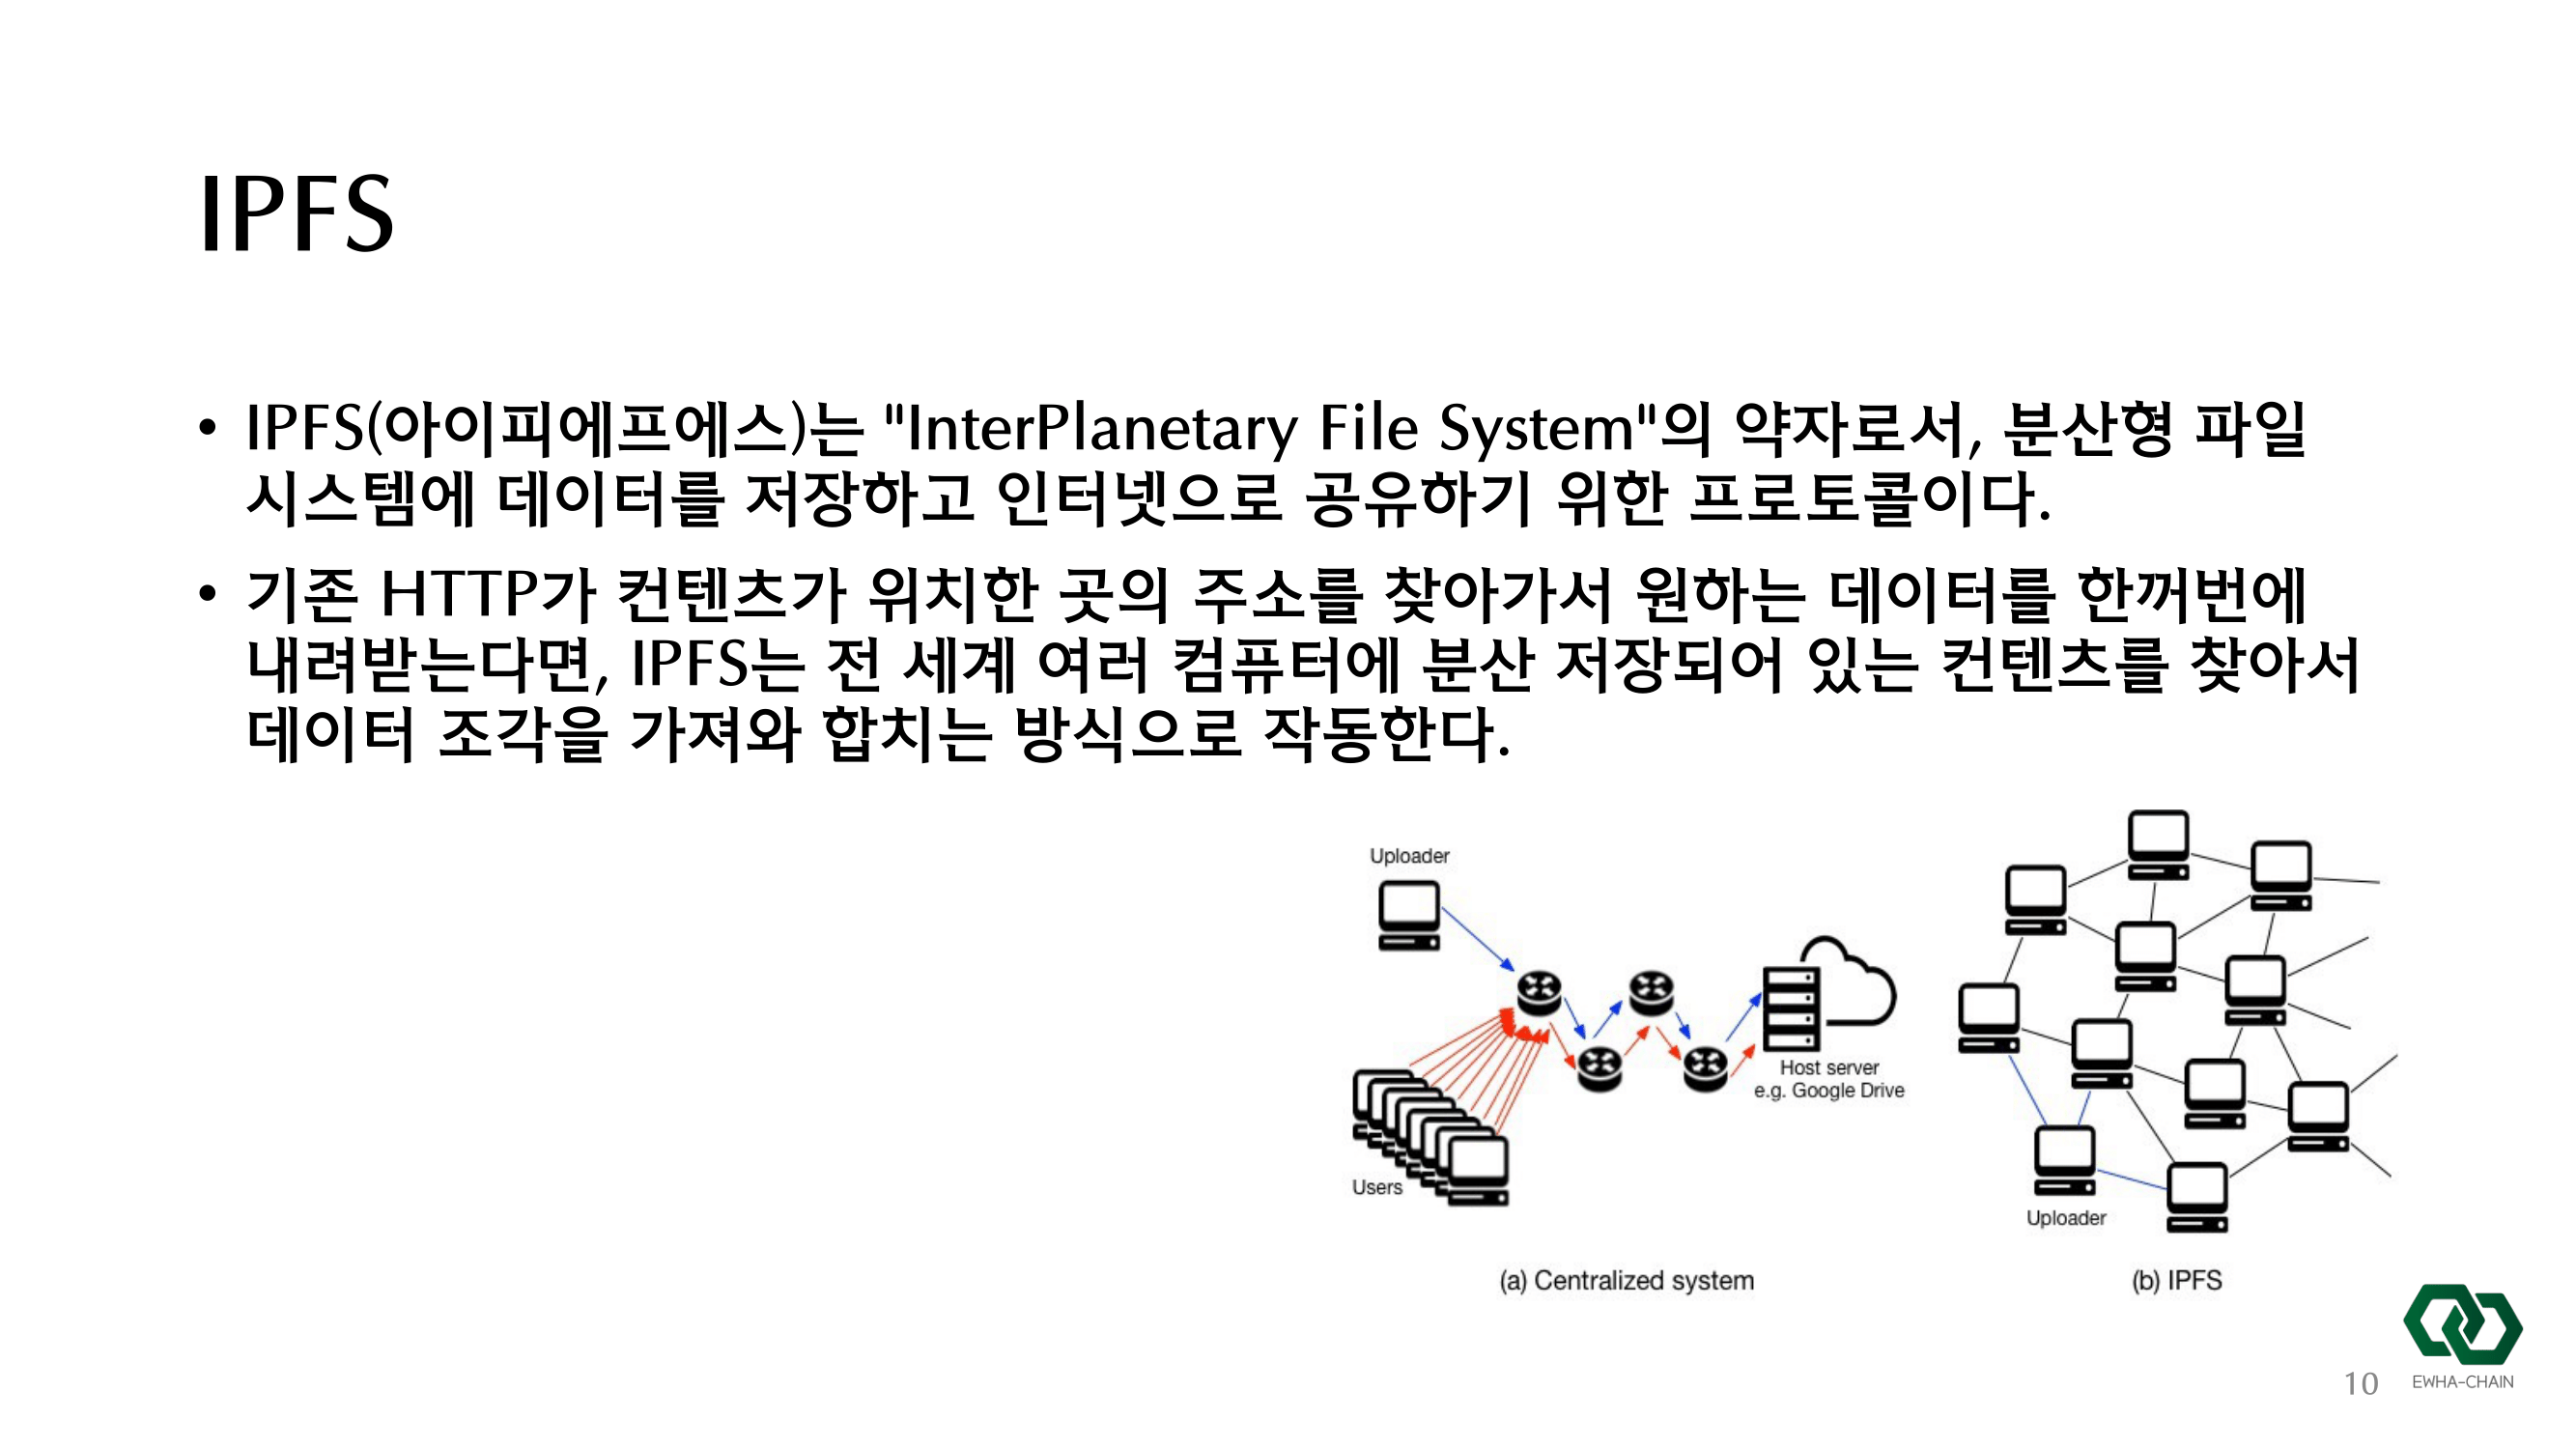 IPFS
• IPFS(아이피에프에스)는 "InterPlanetary File System"의 약자로서, 분산형 파일
시스템에 데이터를 저장하고 인터넷으로 공유하기 위한 프로토콜이다.
• 기존 HTTP가 컨텐츠가 위치한 곳의 주소를 찾아가서 원하는 데이터를 한꺼번에
내려받는다면, IPFS는 전 세계 여러 컴퓨터에 분산 저장되어 있는 컨텐츠를 찾아서
데이터 조각을 가져와 합치는 방식으로 작동한다.
Uploader
Host server
e.g. Google Drive
Users
(a) Centralized system
Uploader
(b) IPFS
10
EWHA-CHAIN